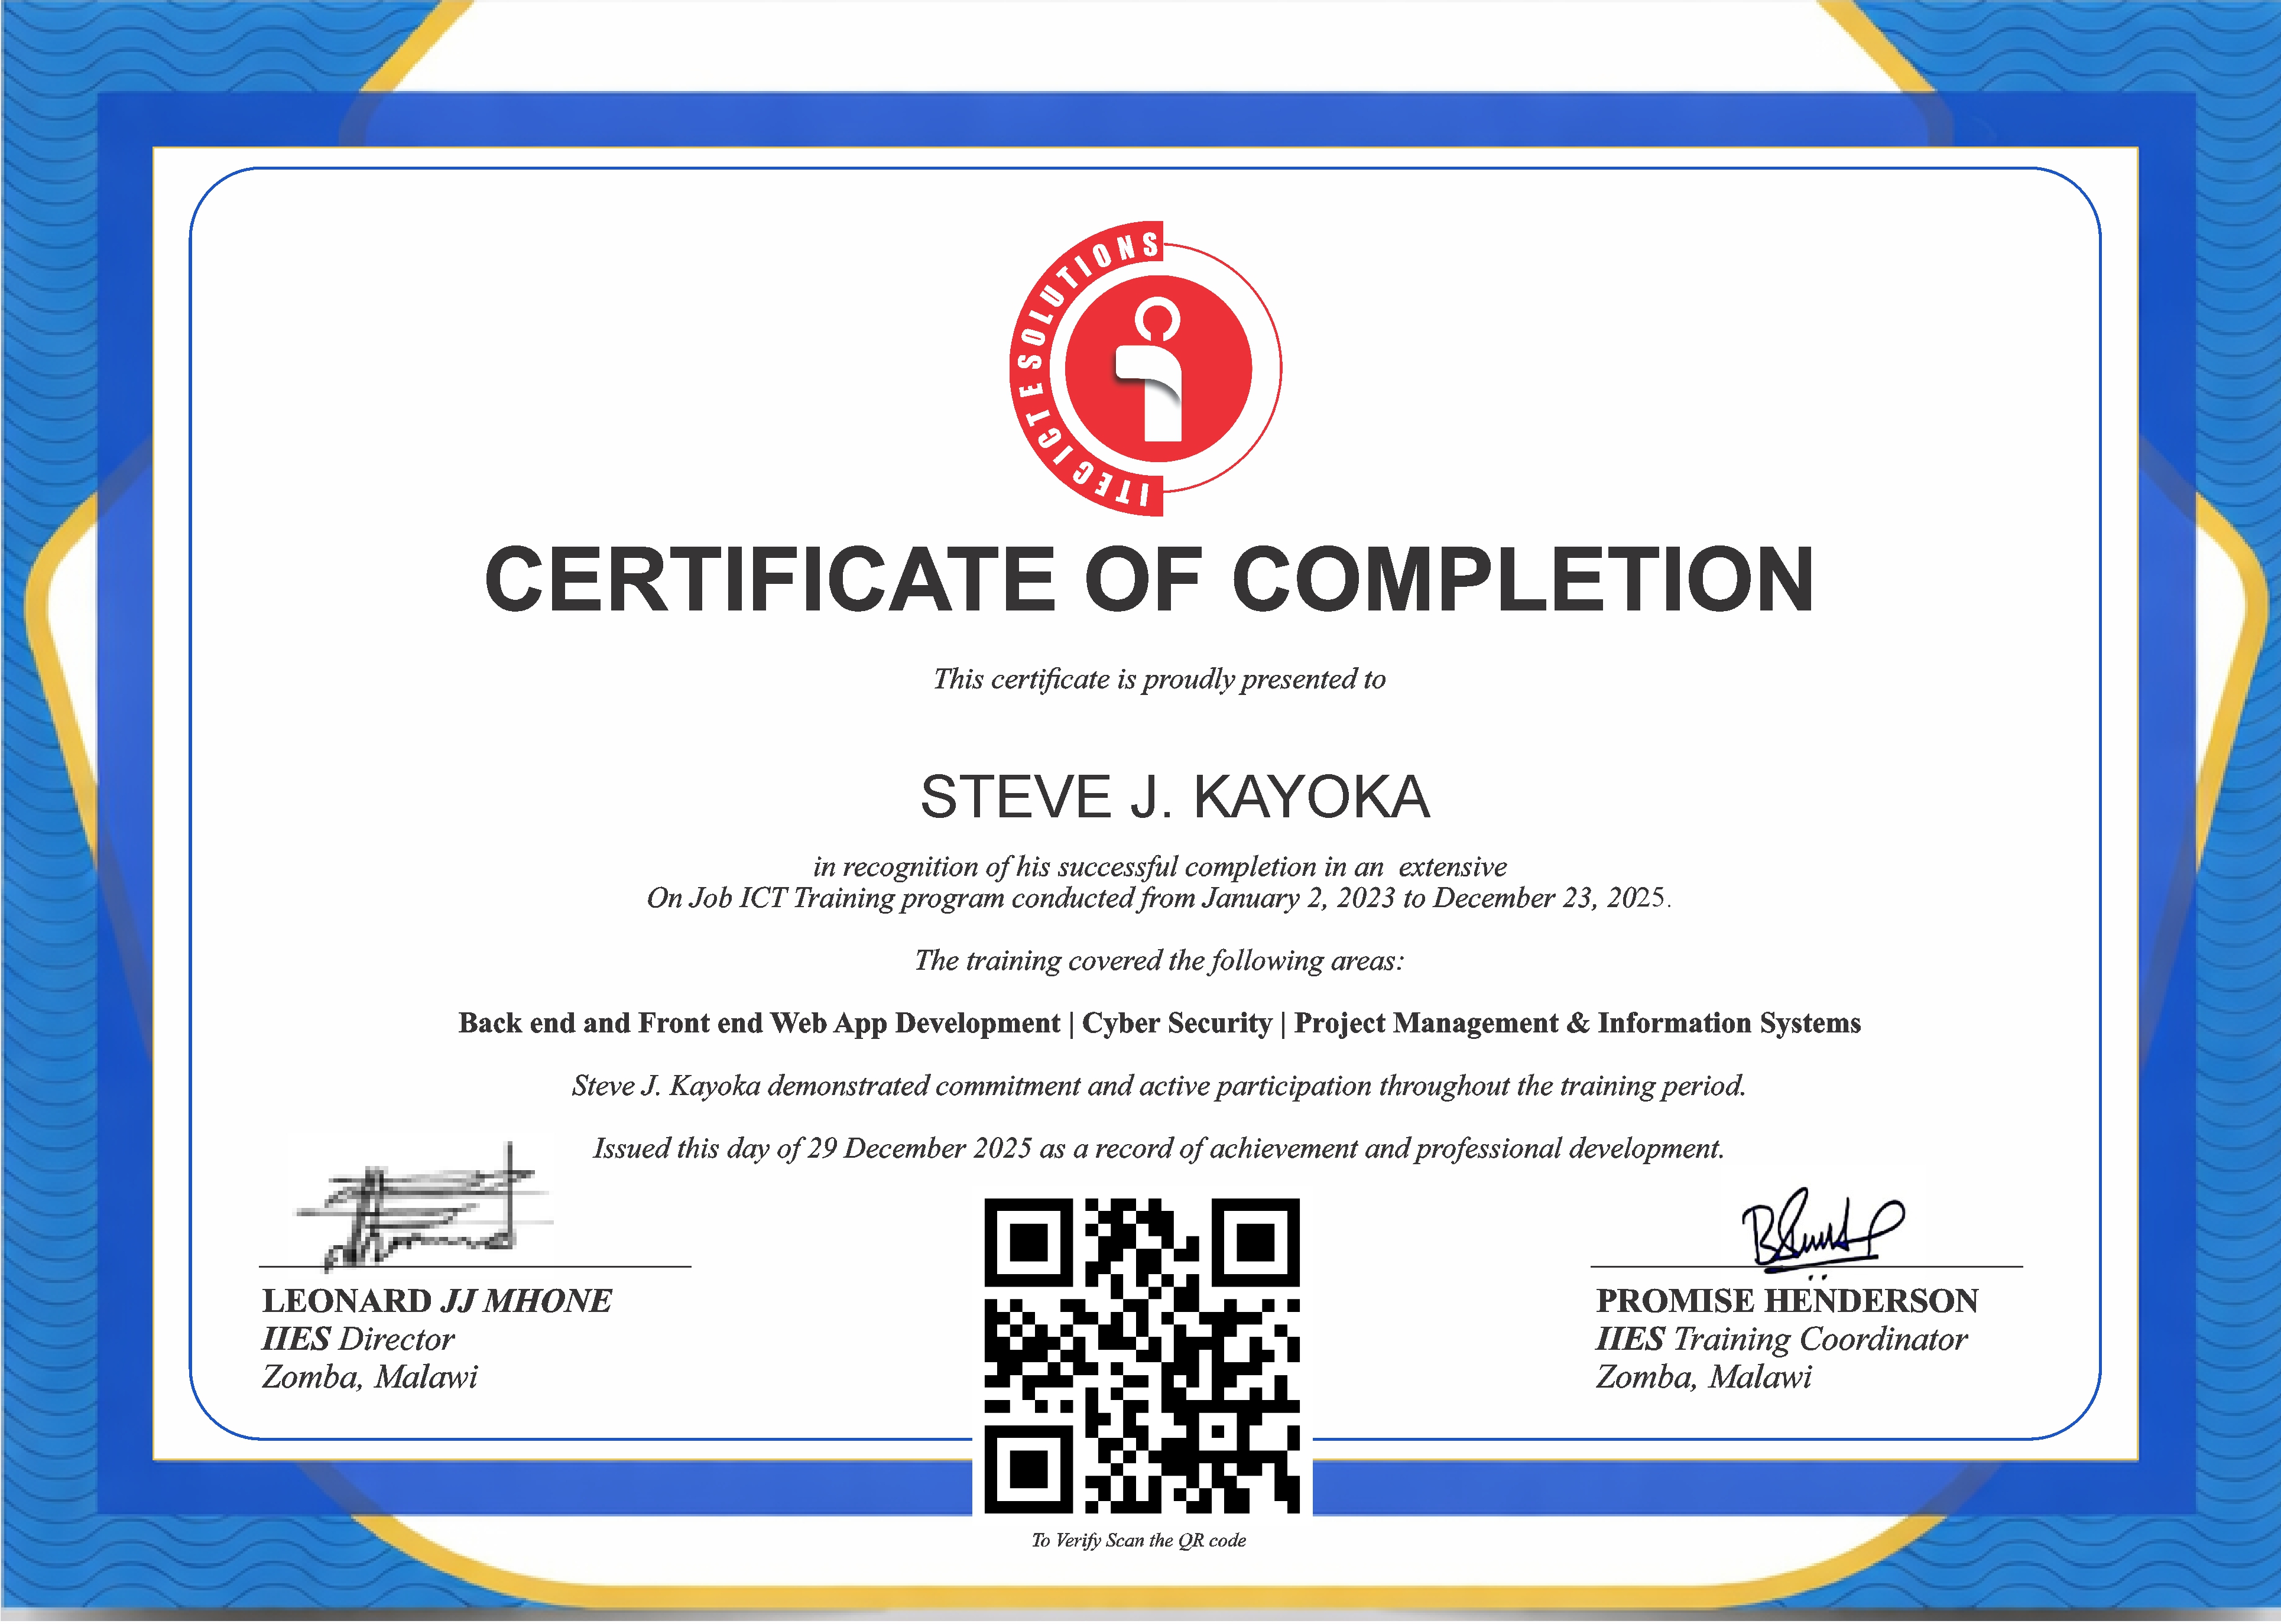 ITEC ICT E SOLUTIONS
CERTIFICATE OF COMPLETION
This certificate is proudly presented to
STEVE J. KAYOKA
in recognition of his successful completion in an extensive
On Job ICT Training program conducted from January 2, 2023 to December 23, 2025.
The training covered the following areas:
Back end and Front end Web App Development | Cyber Security | Project Management & Information Systems
Steve J. Kayoka demonstrated commitment and active participation throughout the training period.
Issued this day of 29 December 2025 as a record of achievement and professional development.
LEONARD JJ MHONE
IIES Director
Zomba, Malawi
PROMISE HENDERSON
IIES Training Coordinator
Zomba, Malawi
To Verify Scan the QR code